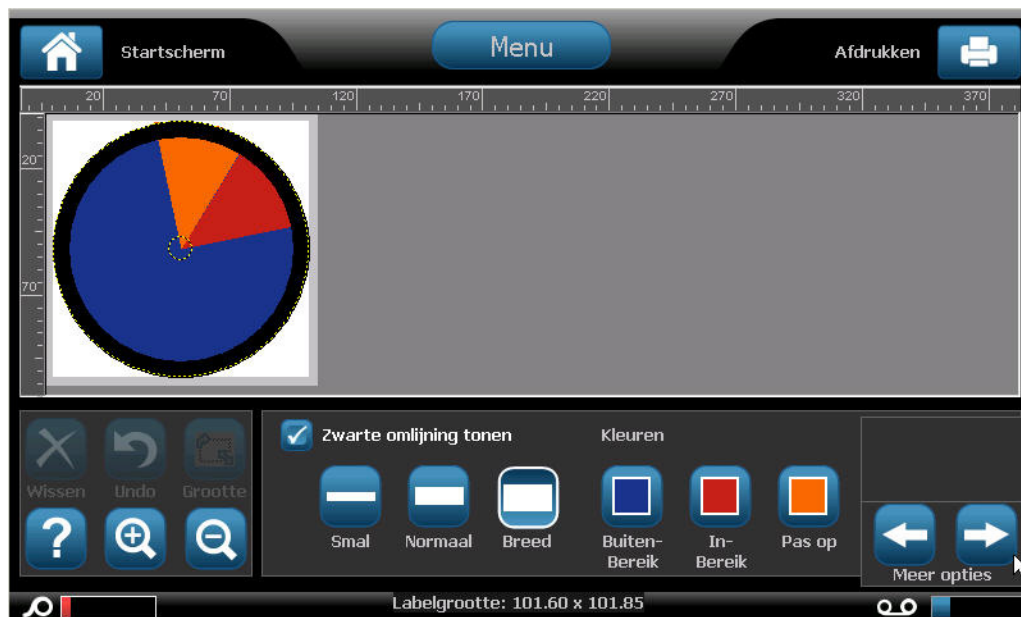 Startscherm
Menu
Afdrukken
20 70 120 170 220 270 320 370
20
70
Zwarte omlijning tonen
Kleuren
Wissen Undo Grootte
Smal Normaal Breed
Buiten-
Bereik
In-
Bereik
Pas op
?
Meer opties
Labelgrootte: 101.60 x 101.85